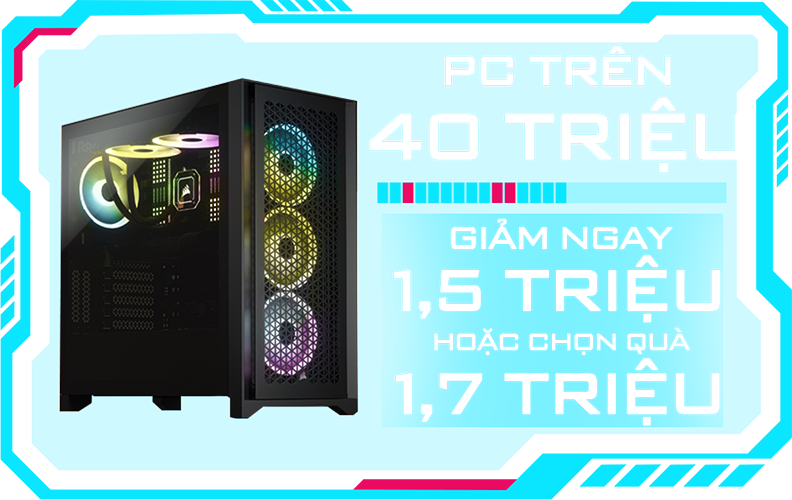 PC TRÊN
40 TRIỆU
GIẢM NGAY
1,5 TRIỆU
HOẶC CHỌN QUÀ
1,7 TRIỆU